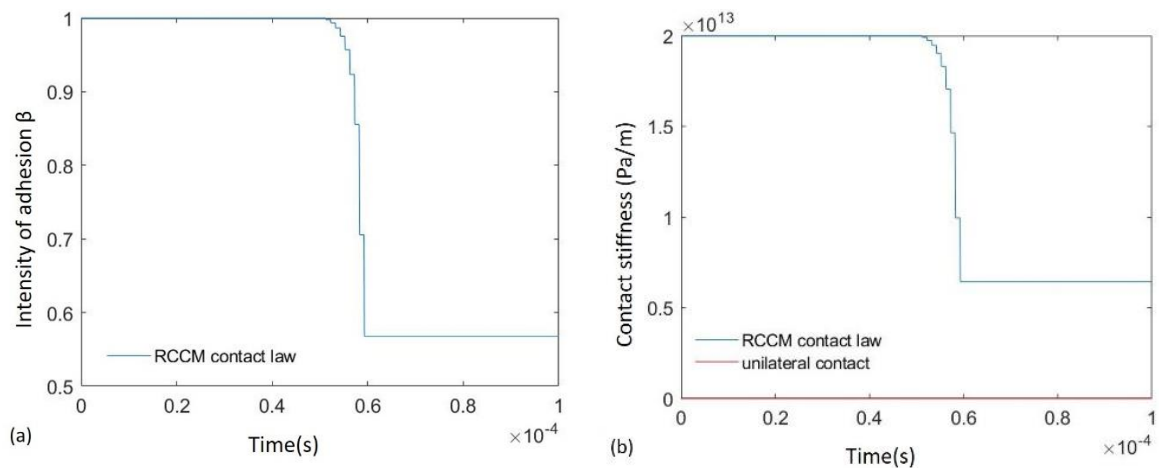 1
0.9
0.8
0.7
0.6
0.5
Intensity of adhesion β
RCCM contact law
0 0.2 0.4 0.6 0.8 1
×10⁻⁴
Time(s)
(a)
×10¹³
2
1.5
1
0.5
0
Contact stiffness (Pa/m)
RCCM contact law
unilateral contact
0 0.2 0.4 0.6 0.8 1
×10⁻⁴
Time(s)
(b)